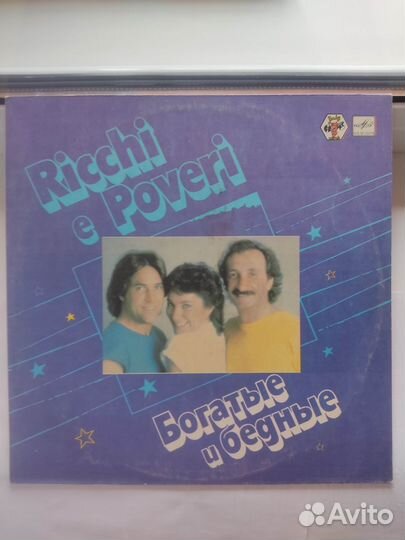 Ricchi
e Poveri
Богатые
и бедные
Avito